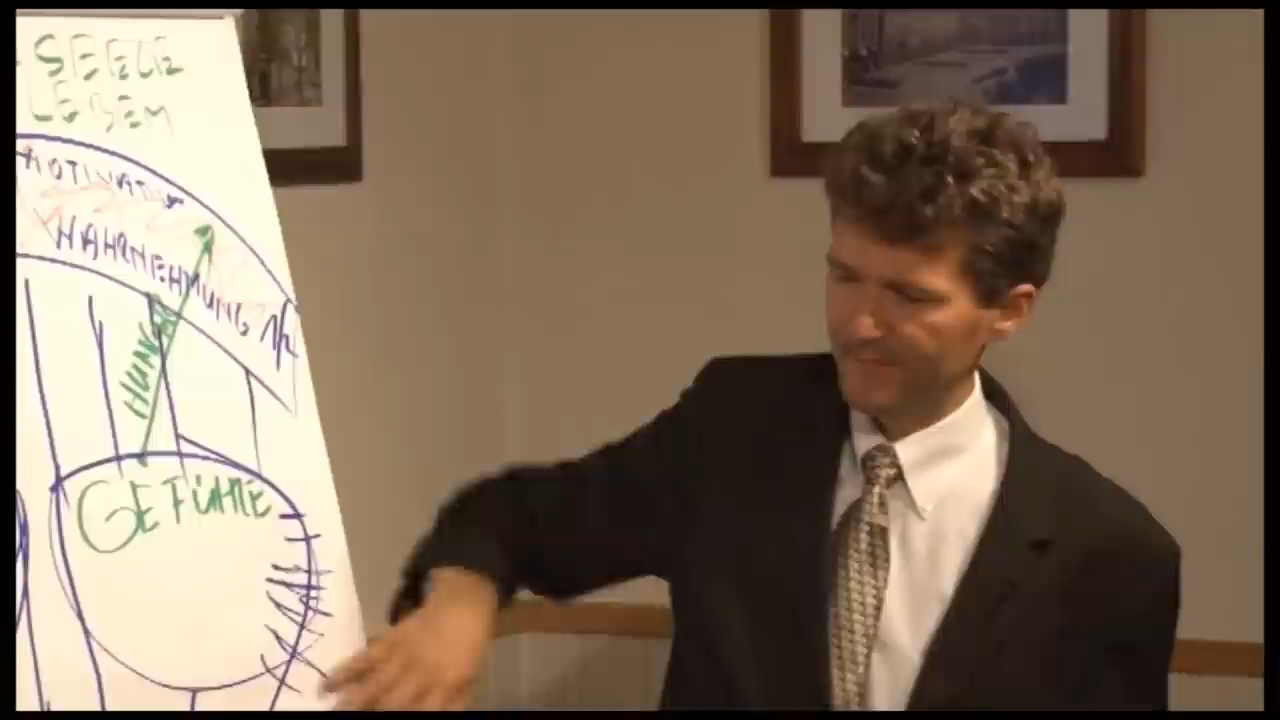 SEELE
LEBEN
MOTIVATION
WAHRNEHMUNG
HUNGER
GEFÜHLE